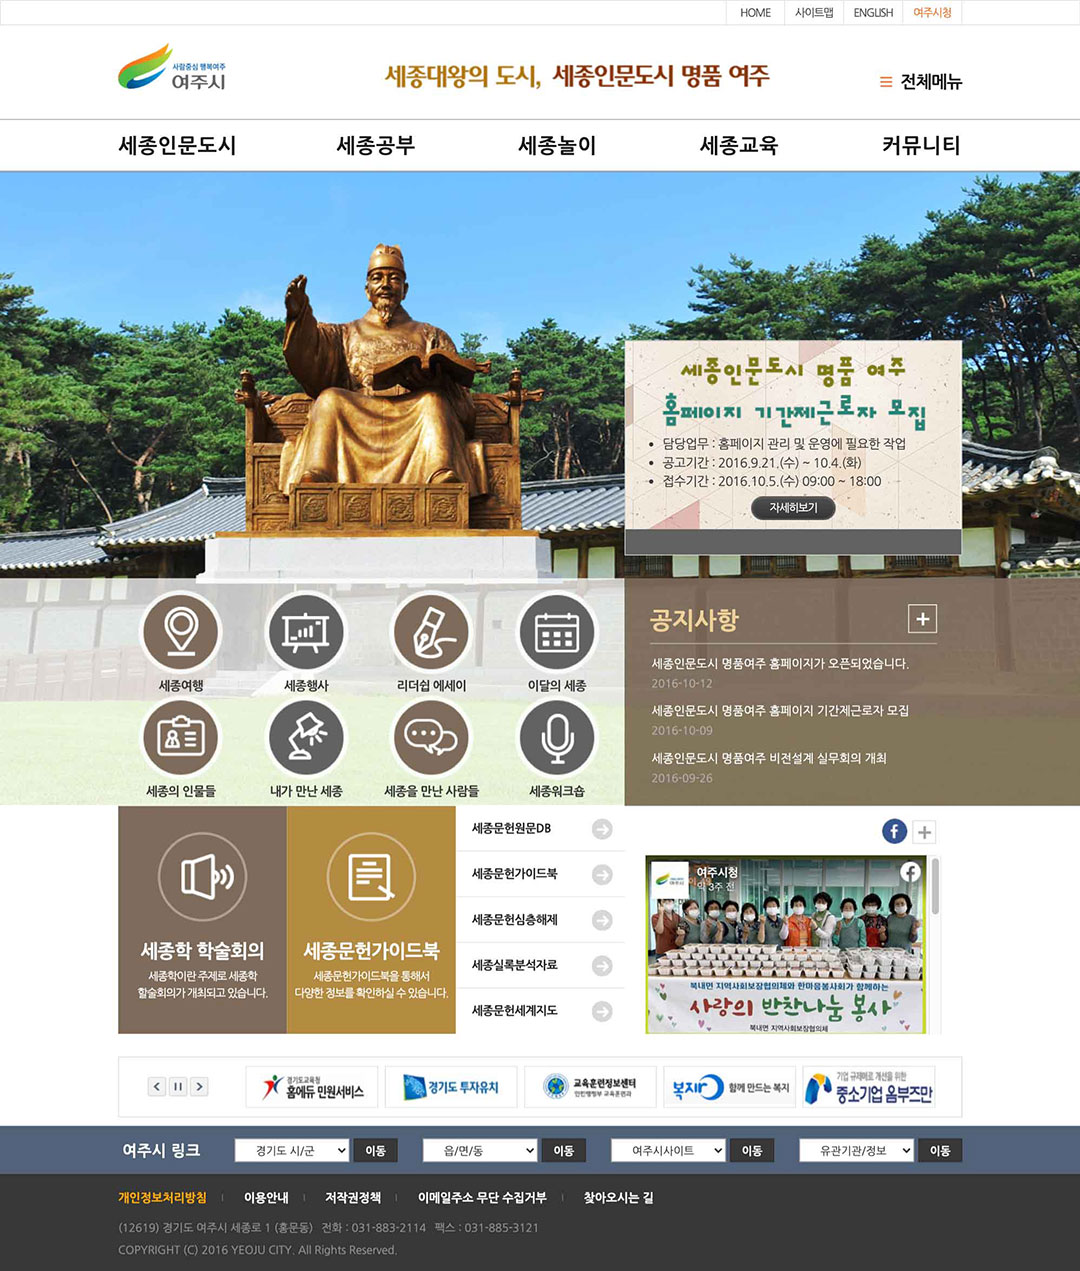 HOME 사이트맵 ENGLISH 여주시청
사람중심 행복여주
여주시
세종대왕의 도시, 세종인문도시 명품 여주
전체메뉴
세종인문도시 세종공부 세종놀이 세종교육 커뮤니티
세종인문도시 명품 여주
홈페이지 기간제근로자 모집
• 담당업무 : 홈페이지 관리 및 운영에 필요한 작업
• 공고기간 : 2016.9.21.(수) ~ 10.4.(화)
• 접수기간 : 2016.10.5.(수) 09:00 ~ 18:00
자세히보기
세종여행 세종행사 리더쉽 에세이 이달의 세종
세종의 인물들 내가 만난 세종 세종을 만난 사람들 세종워크숍
공지사항
세종인문도시 명품여주 홈페이지가 오픈되었습니다.
2016-10-12
세종인문도시 명품여주 홈페이지 기간제근로자 모집
2016-10-09
세종인문도시 명품여주 비전설계 실무회의 개최
2016-09-26
세종학 학술회의
세종학이란 주제로 세종학
할술회의가 개최되고 있습니다.
세종문헌가이드북
세종문헌가이드북을 통해서
다양한 정보를 확인하실 수 있습니다.
세종문헌원문DB
세종문헌가이드북
세종문헌심층해제
세종실록분석자료
세종문헌세계지도
여주시청
약 3주 전
여주시
북내면 지역사회보장협의체와 한마음봉사회가 함께하는
사랑의 반찬나눔 봉사
북내면 지역사회보장협의체
경기도교육청
홈에듀 민원서비스
경기도 투자유치
교육훈련정보센터
복지로 함께 만드는 복지
기업 규제애로 개선을 위한
중소기업 옴부즈만
여주시 링크 경기도 시/군 이동 읍/면/동 이동 여주시사이트 이동 유관기관/정보 이동
개인정보처리방침 이용안내 저작권정책 이메일주소 무단 수집거부 찾아오시는 길
(12619) 경기도 여주시 세종로 1 (홍문동) 전화 : 031-883-2114 팩스 : 031-885-3121
COPYRIGHT (C) 2016 YEOJU CITY. All Rights Reserved.